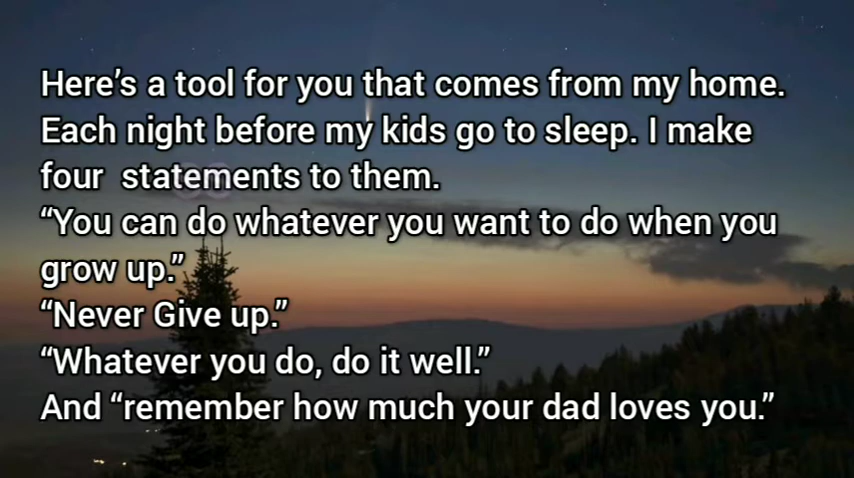 Here’s a tool for you that comes from my home.
Each night before my kids go to sleep. I make
four  statements to them.
“You can do whatever you want to do when you
grow up.”
“Never Give up.”
“Whatever you do, do it well.”
And “remember how much your dad loves you.”